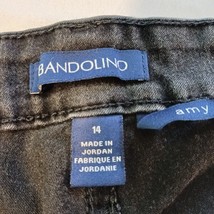 BANDOLINO
amy
14
MADE IN
JORDAN
FABRIQUE EN
JORDANIE